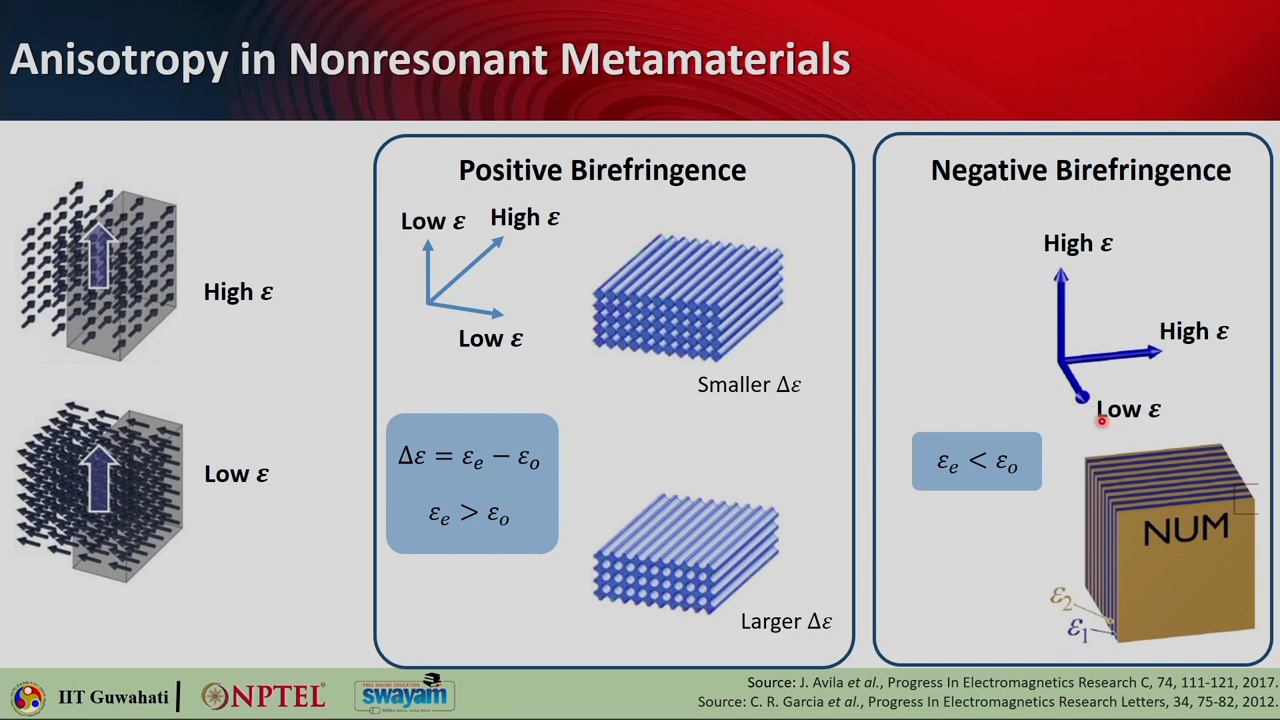 Anisotropy in Nonresonant Metamaterials
High ε
Low ε
Positive Birefringence
Low ε
High ε
Low ε
Smaller Δε
Δε = εₑ − εₒ
εₑ > εₒ
Larger Δε
Negative Birefringence
High ε
High ε
Low ε
εₑ < εₒ
NUM
ε₂
ε₁
IIT Guwahati
NPTEL
FREE ONLINE EDUCATION
swayam
Source: J. Avila et al., Progress In Electromagnetics Research C, 74, 111-121, 2017.
Source: C. R. Garcia et al., Progress In Electromagnetics Research Letters, 34, 75-82, 2012.